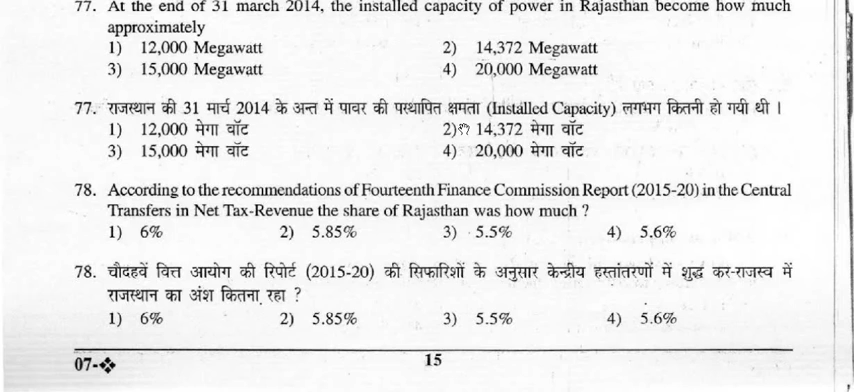 77. At the end of 31 march 2014, the installed capacity of power in Rajasthan become how much
approximately
1) 12,000 Megawatt 2) 14,372 Megawatt
3) 15,000 Megawatt 4) 20,000 Megawatt
77. राजस्थान की 31 मार्च 2014 के अन्त में पावर की परथापित क्षमता (Installed Capacity) लगभग कितनी हो गयी थी ।
1) 12,000 मेगा वॉट 2) 14,372 मेगा वॉट
3) 15,000 मेगा वॉट 4) 20,000 मेगा वॉट
78. According to the recommendations of Fourteenth Finance Commission Report (2015-20) in the Central
Transfers in Net Tax-Revenue the share of Rajasthan was how much ?
1) 6% 2) 5.85% 3) 5.5% 4) 5.6%
78. चौदहवें वित्त आयोग की रिपोर्ट (2015-20) की सिफारिशों के अनुसार केन्द्रीय हस्तांतरणों में शुद्ध कर-राजस्व में
राजस्थान का अंश कितना रहा ?
1) 6% 2) 5.85% 3) 5.5% 4) 5.6%
07-❖ 15